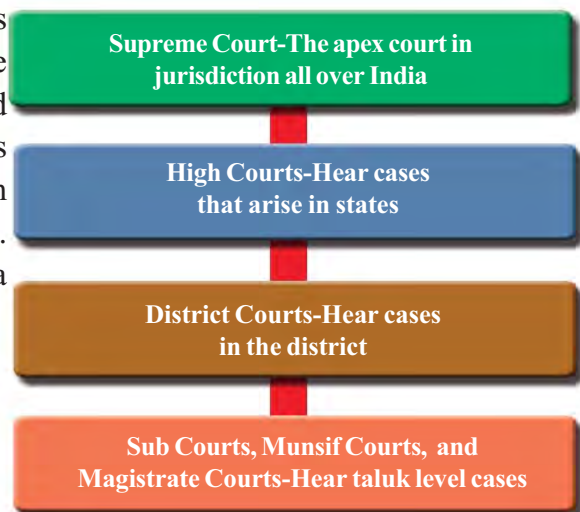 s
Supreme Court-The apex court in
e
jurisdiction all over India
d
s
High Courts-Hear cases
n
that arise in states
.
a
District Courts-Hear cases
in the district
Sub Courts, Munsif Courts, and
Magistrate Courts-Hear taluk level cases